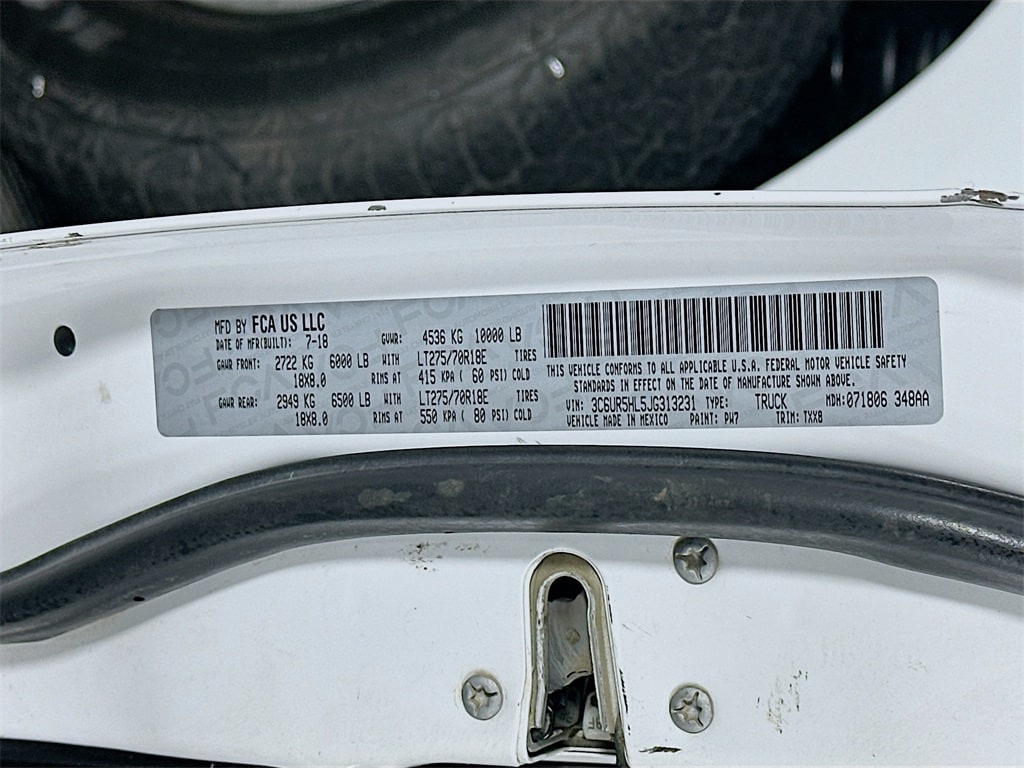 MFD BY FCA US LLC
DATE OF MFR(BUILT): 7-18 GVWR: 4536 KG 10000 LB
GAWR FRONT: 2722 KG 6000 LB WITH LT275/70R18E TIRES
18X8.0 RIMS AT 415 KPA ( 60 PSI) COLD
GAWR REAR: 2949 KG 6500 LB WITH LT275/70R18E TIRES
18X8.0 RIMS AT 550 KPA ( 80 PSI) COLD
THIS VEHICLE CONFORMS TO ALL APPLICABLE U.S.A. FEDERAL MOTOR VEHICLE SAFETY
STANDARDS IN EFFECT ON THE DATE OF MANUFACTURE SHOWN ABOVE.
VIN: 3C6UR5HL5JG313231 TYPE: TRUCK MDH:071806 348AA
VEHICLE MADE IN MEXICO PAINT: PW7 TRIM: TXX8